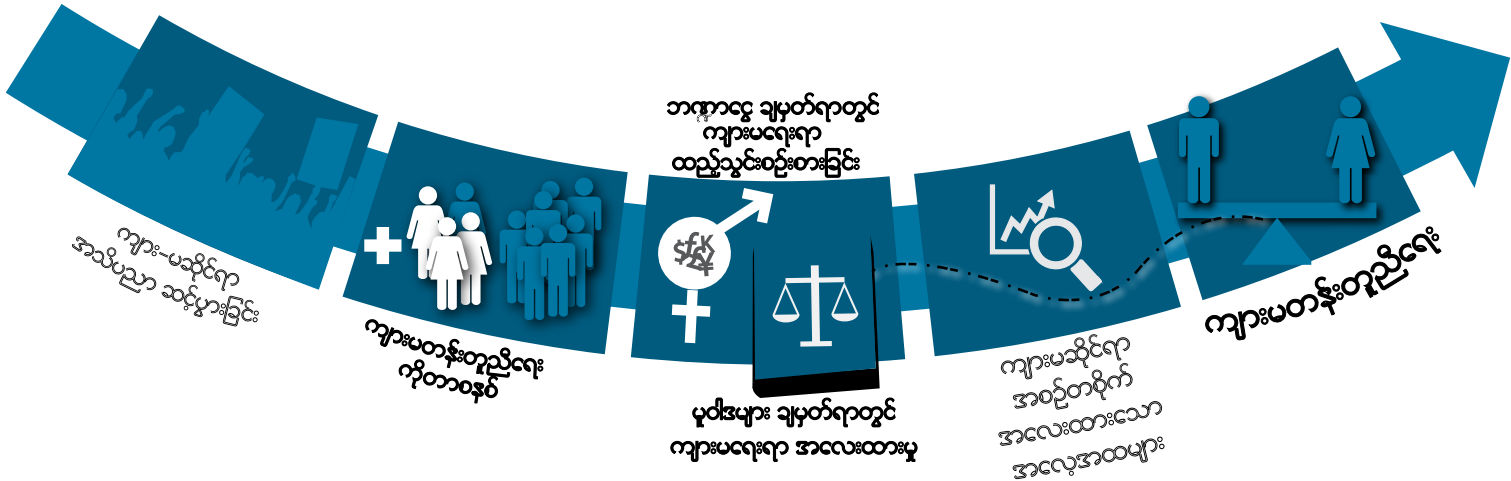 ကျား-မဆိုင်ရာ
အသိပညာ ဆင့်ပွားခြင်း
ကျားမတန်းတူညီရေး
ကိုတာစနစ်
ဘဏ္ဍာငွေ ချမှတ်ရာတွင်
ကျားမရေးရာ
ထည့်သွင်းစဉ်းစားခြင်း
$£K
£¥
မူဝါဒများ ချမှတ်ရာတွင်
ကျားမရေးရာ အလေးထားမှု
ကျားမဆိုင်ရာ
အစဉ်တစိုက်
အလေးထားသော
အလေ့အထများ
ကျားမတန်းတူညီရေး